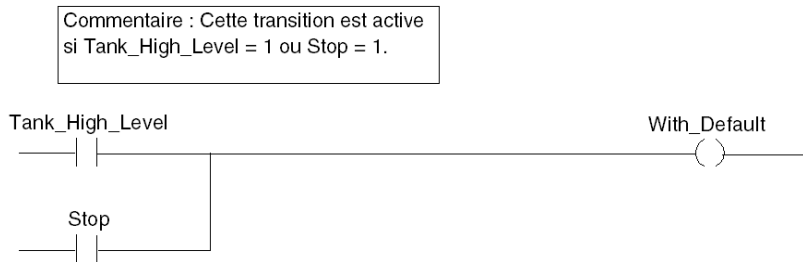 Commentaire : Cette transition est active
si Tank_High_Level = 1 ou Stop = 1.
Tank_High_Level
With_Default
Stop